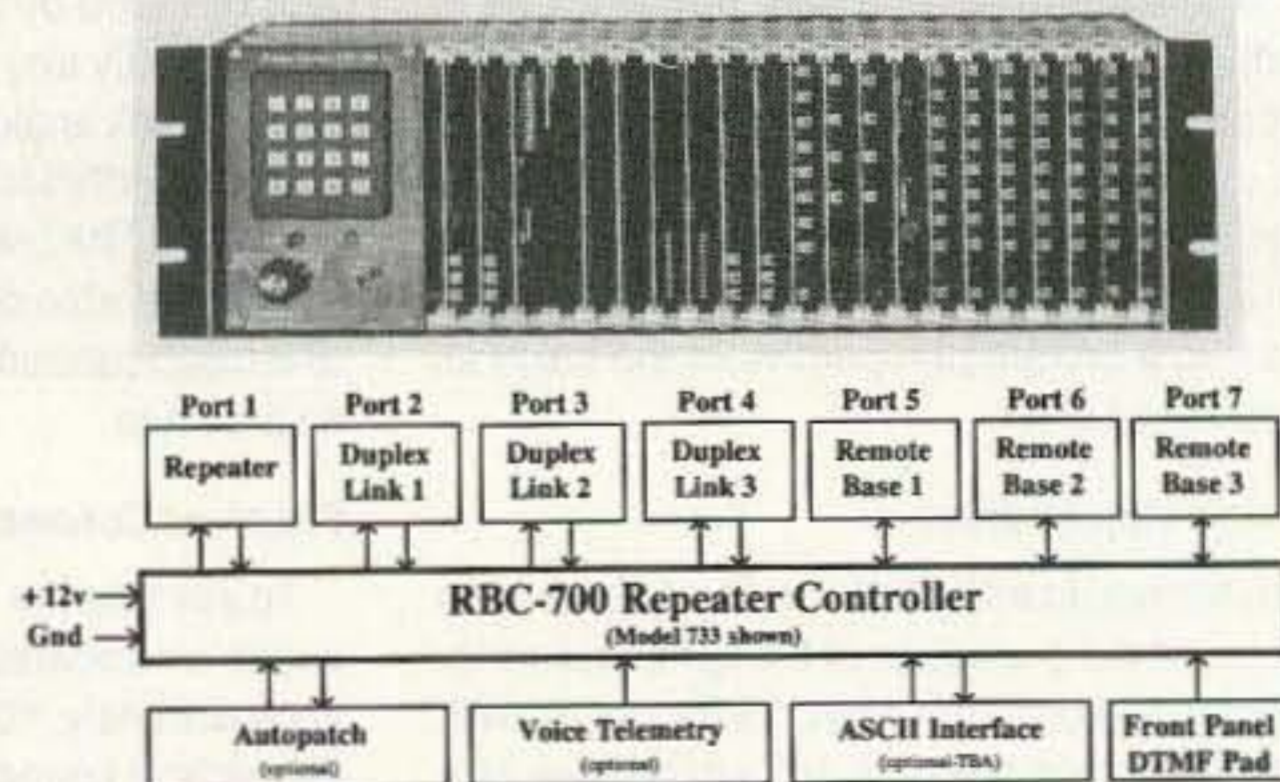 Port 1 Port 2 Port 3 Port 4 Port 5 Port 6 Port 7
Repeater
Duplex
Link 1
Duplex
Link 2
Duplex
Link 3
Remote
Base 1
Remote
Base 2
Remote
Base 3
+12v
Gnd
RBC-700 Repeater Controller
(Model 733 shown)
Autopatch
(optional)
Voice Telemetry
(optional)
ASCII Interface
(optional-TBA)
Front Panel
DTMF Pad